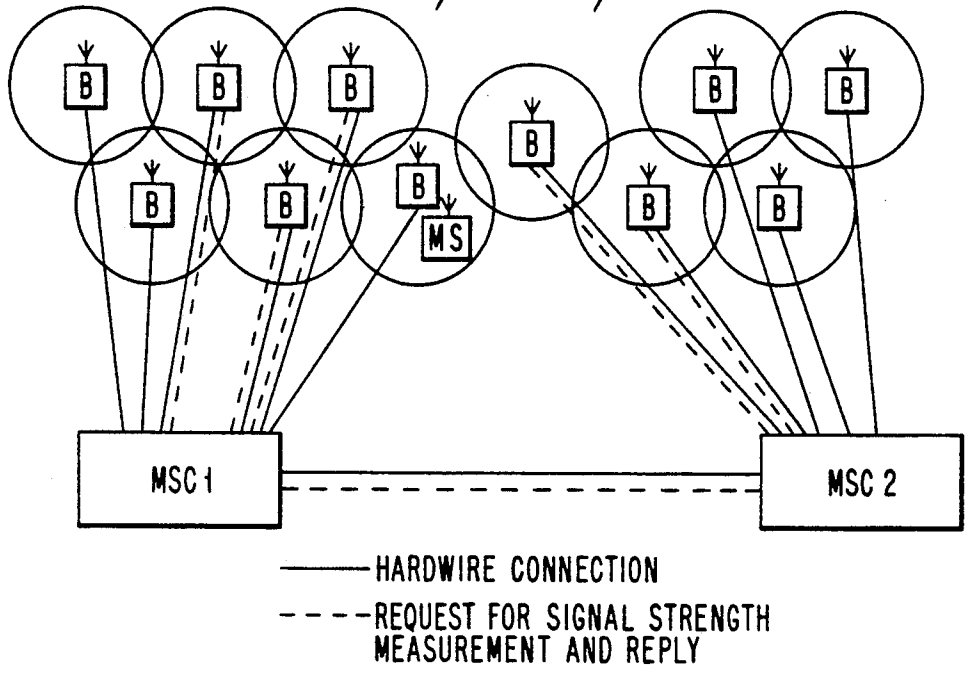 B B B B B
B
B B B B B
MS
MSC 1 MSC 2
HARDWIRE CONNECTION
REQUEST FOR SIGNAL STRENGTH
MEASUREMENT AND REPLY